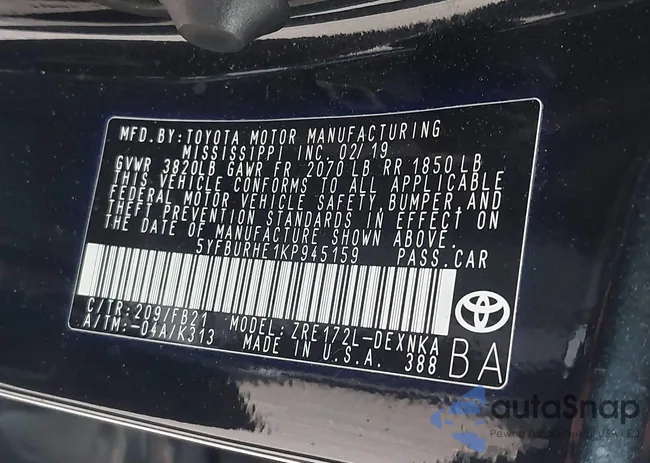 MFD.BY:TOYOTA MOTOR MANUFACTURING
MISSISSIPPI INC. 02/19
GVWR 3820LB GAWR FR 2070 LB RR 1850 LB
THIS VEHICLE CONFORMS TO ALL APPLICABLE
FEDERAL MOTOR VEHICLE SAFETY, BUMPER,AND
THEFT PREVENTION STANDARDS IN EFFECT ON
THE DATE OF MANUFACTURE SHOWN ABOVE.
5YFBURHE1KP945159 PASS.CAR
C/TR:209/FB21 MODEL:ZRE172L-DEXNKA
A/TM:-04A/K313 MADE IN U.S.A. 388 BA
autoSnap